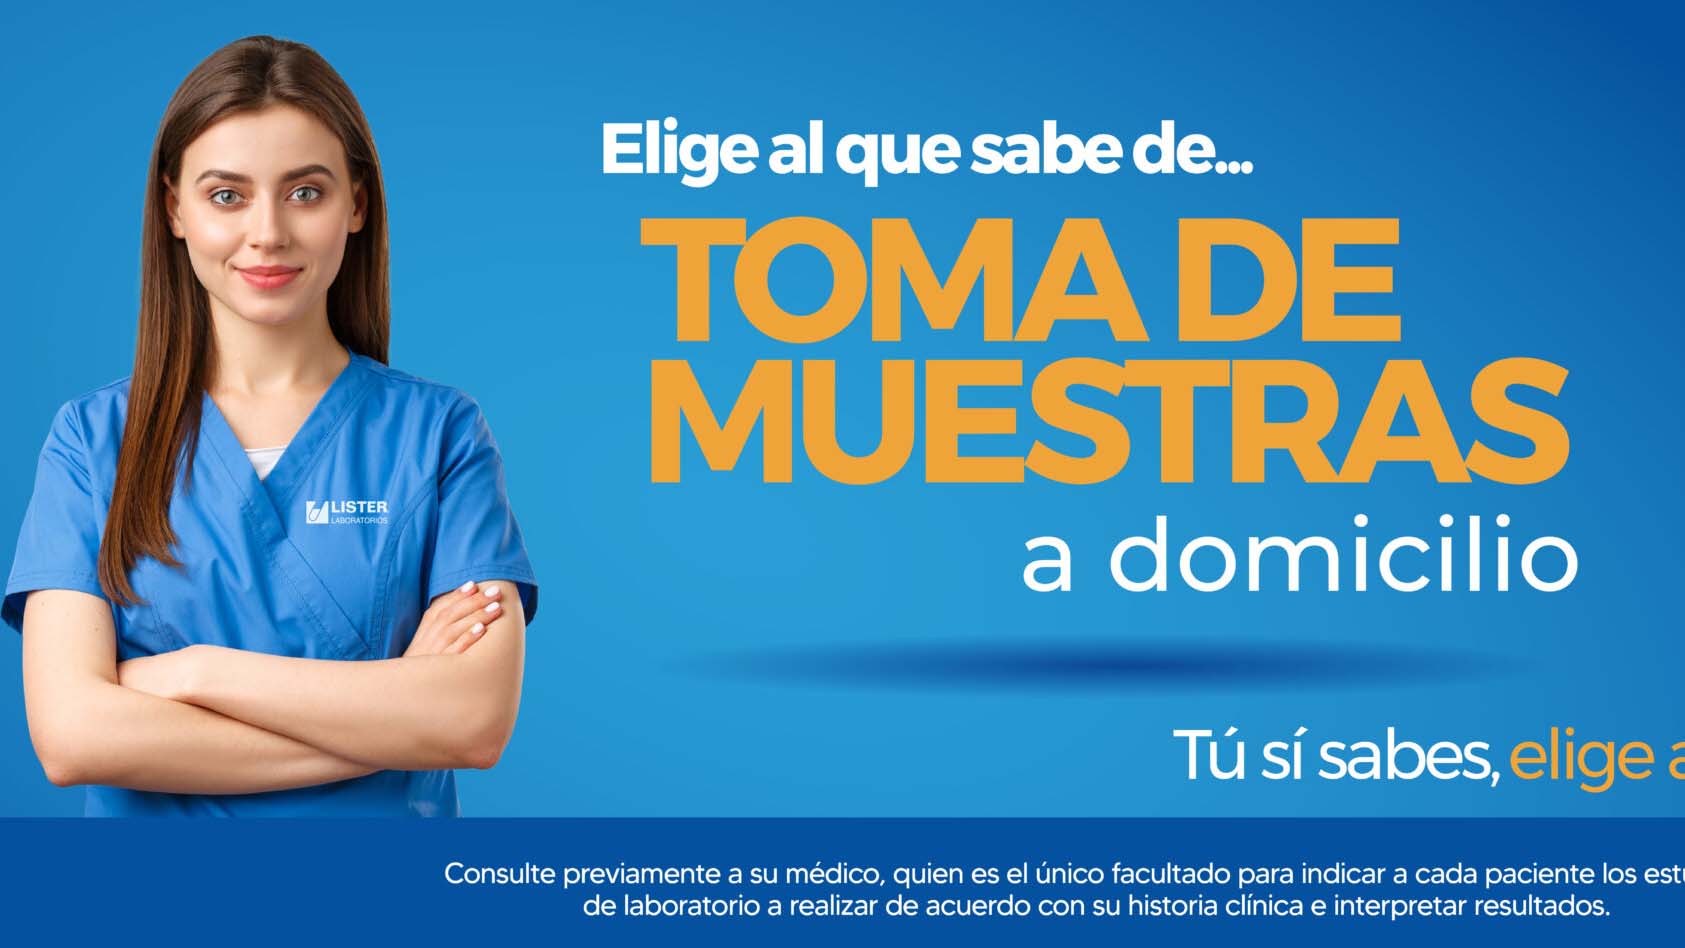 Elige al que sabe de...
TOMA DE
MUESTRAS
a domicilio
LISTER
LABORATORIOS
Tú sí sabes, elige a
Consulte previamente a su médico, quien es el único facultado para indicar a cada paciente los
de laboratorio a realizar de acuerdo con su historia clínica e interpretar resultados.